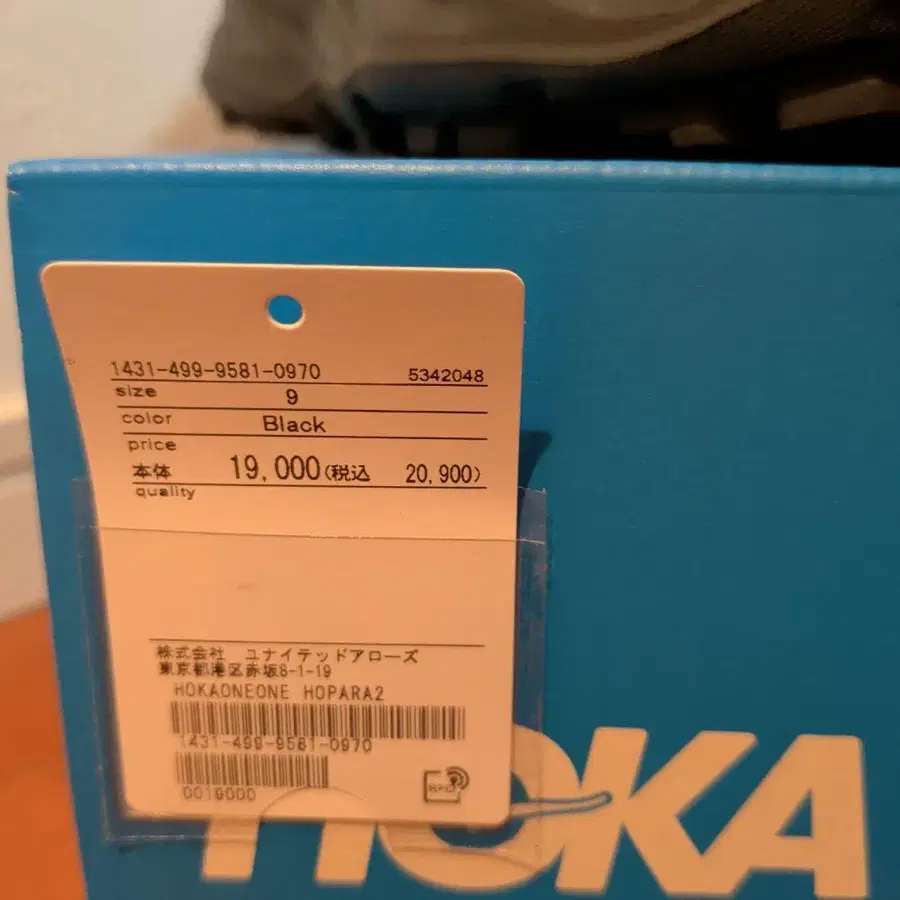 1431-499-9581-0970 5342048
size 9
color Black
price
本体 19,000(税込 20,900)
quality
株式会社 ユナイテッドアローズ
東京都港区赤坂8-1-19
HOKAONEONE HOPARA2
1431-499-9581-0970
0019000
RFID
HOKA